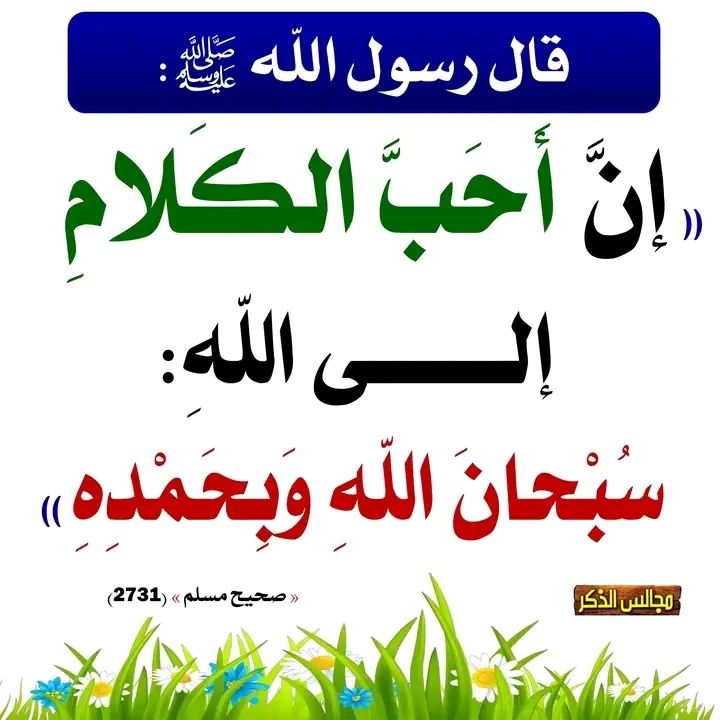 قال رسول الله ﷺ :
(( إنَّ أَحَبَّ الكَلامِ
إلــــى اللّهِ:
سُبْحانَ اللّهِ وَبِحَمْدِهِ ))
« صحيح مسلم » (2731)
مجالس الذكر